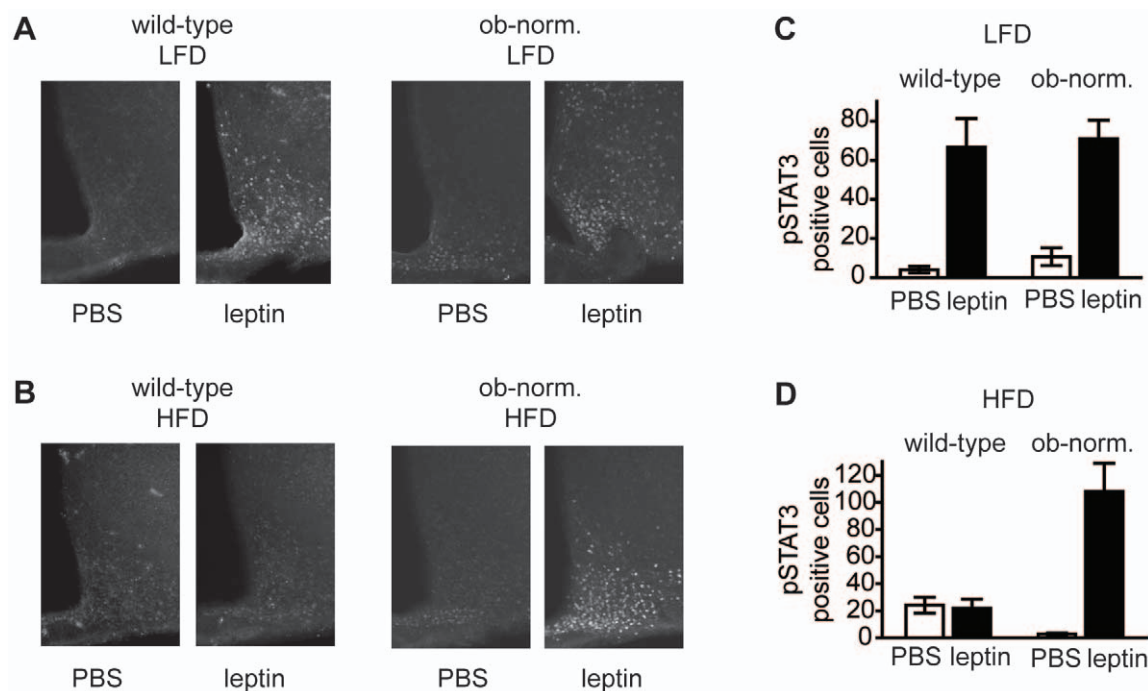 A
wild-type
LFD
ob-norm.
LFD
PBS
leptin
PBS
leptin
B
wild-type
HFD
ob-norm.
HFD
PBS
leptin
PBS
leptin
C
LFD
wild-type
ob-norm.
pSTAT3
positive cells
80
60
40
20
0
PBS leptin
PBS leptin
D
HFD
wild-type
ob-norm.
pSTAT3
positive cells
120
100
80
60
40
20
0
PBS leptin
PBS leptin